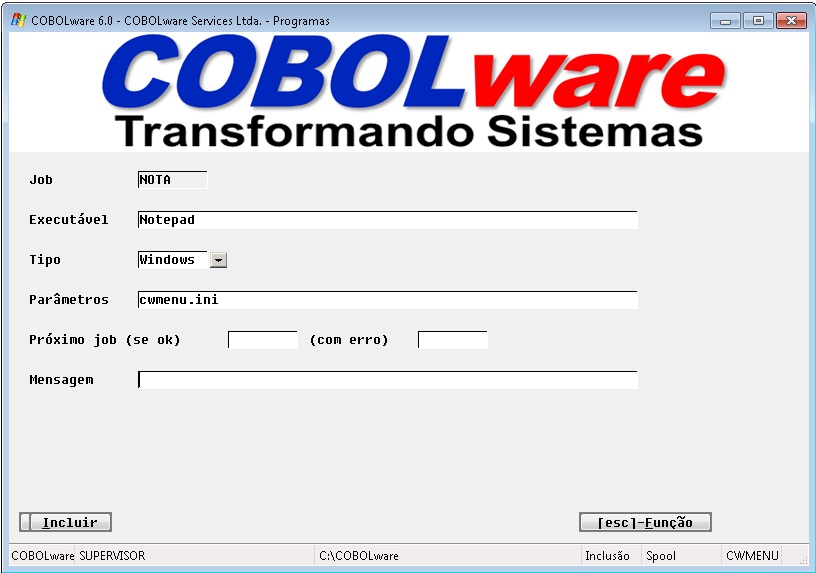 COBOLware 6.0 - COBOLware Services Ltda. - Programas
COBOLware
Transformando Sistemas
Job NOTA
Executável Notepad
Tipo Windows
Parâmetros cwmenu.ini
Próximo job (se ok) (com erro)
Mensagem
Incluir [esc]-Função
COBOLware SUPERVISOR C:\COBOLware Inclusão Spool CWMENU